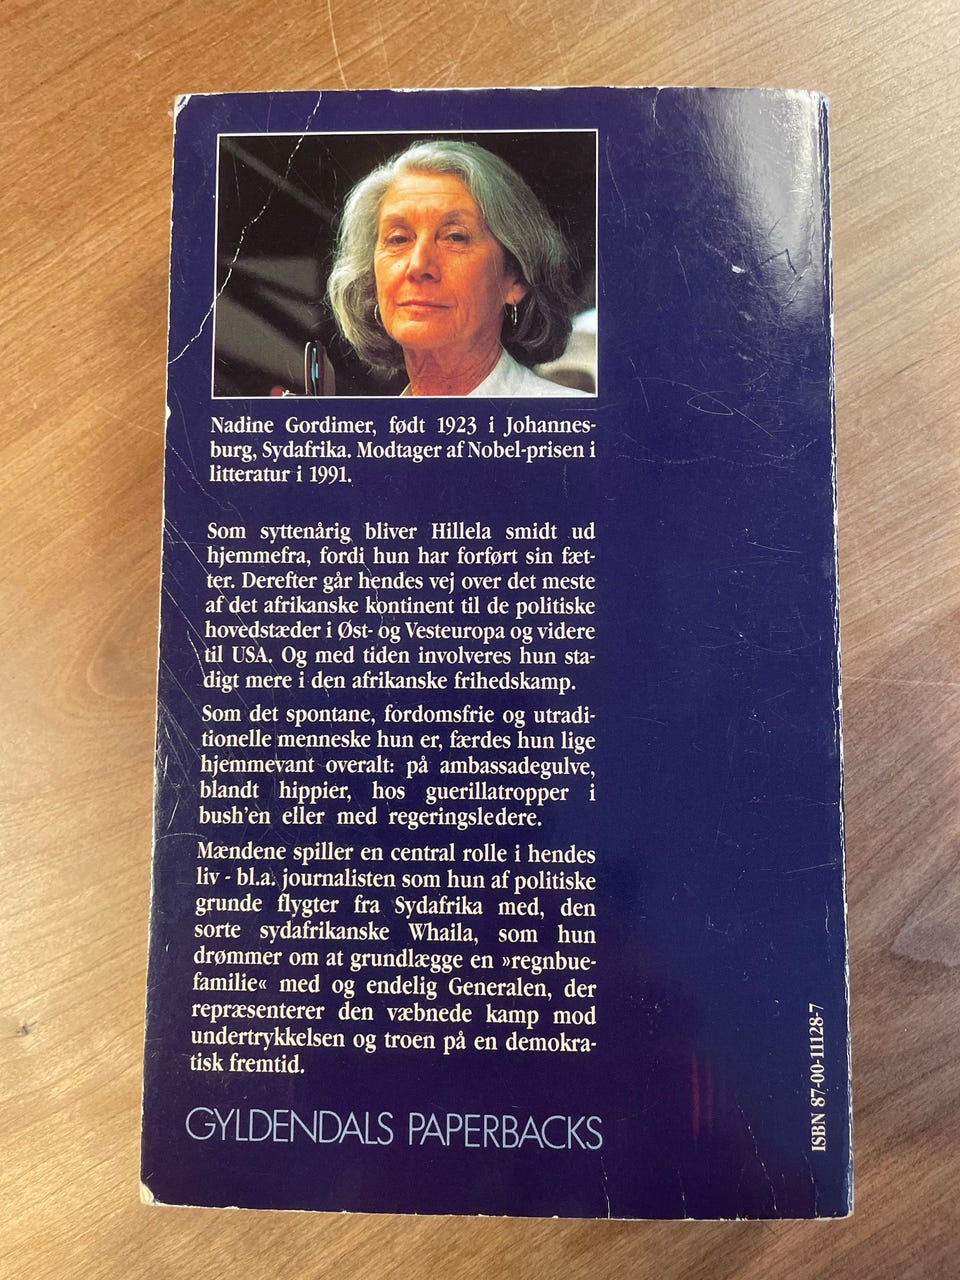 Nadine Gordimer, født 1923 i Johannes-
burg, Sydafrika. Modtager af Nobel-prisen i
litteratur i 1991.
Som syttenårig bliver Hillela smidt ud
hjemmefra, fordi hun har forført sin fæt-
ter. Derefter går hendes vej over det meste
af det afrikanske kontinent til de politiske
hovedstæder i Øst- og Vesteuropa og videre
til USA. Og med tiden involveres hun sta-
digt mere i den afrikanske frihedskamp.
Som det spontane, fordomsfrie og utradi-
tionelle menneske hun er, færdes hun lige
hjemmevant overalt: på ambassadegulve,
blandt hippier, hos guerillatropper i
bush'en eller med regeringsledere.
Mændene spiller en central rolle i hendes
liv - bl.a. journalisten som hun af politiske
grunde flygter fra Sydafrika med, den
sorte sydafrikanske Whaila, som hun
drømmer om at grundlægge en »regnbue-
familie« med og endelig Generalen, der
repræsenterer den væbnede kamp mod
undertrykkelsen og troen på en demokra-
tisk fremtid.
GYLDENDALS PAPERBACKS
ISBN 87-00-11128-7